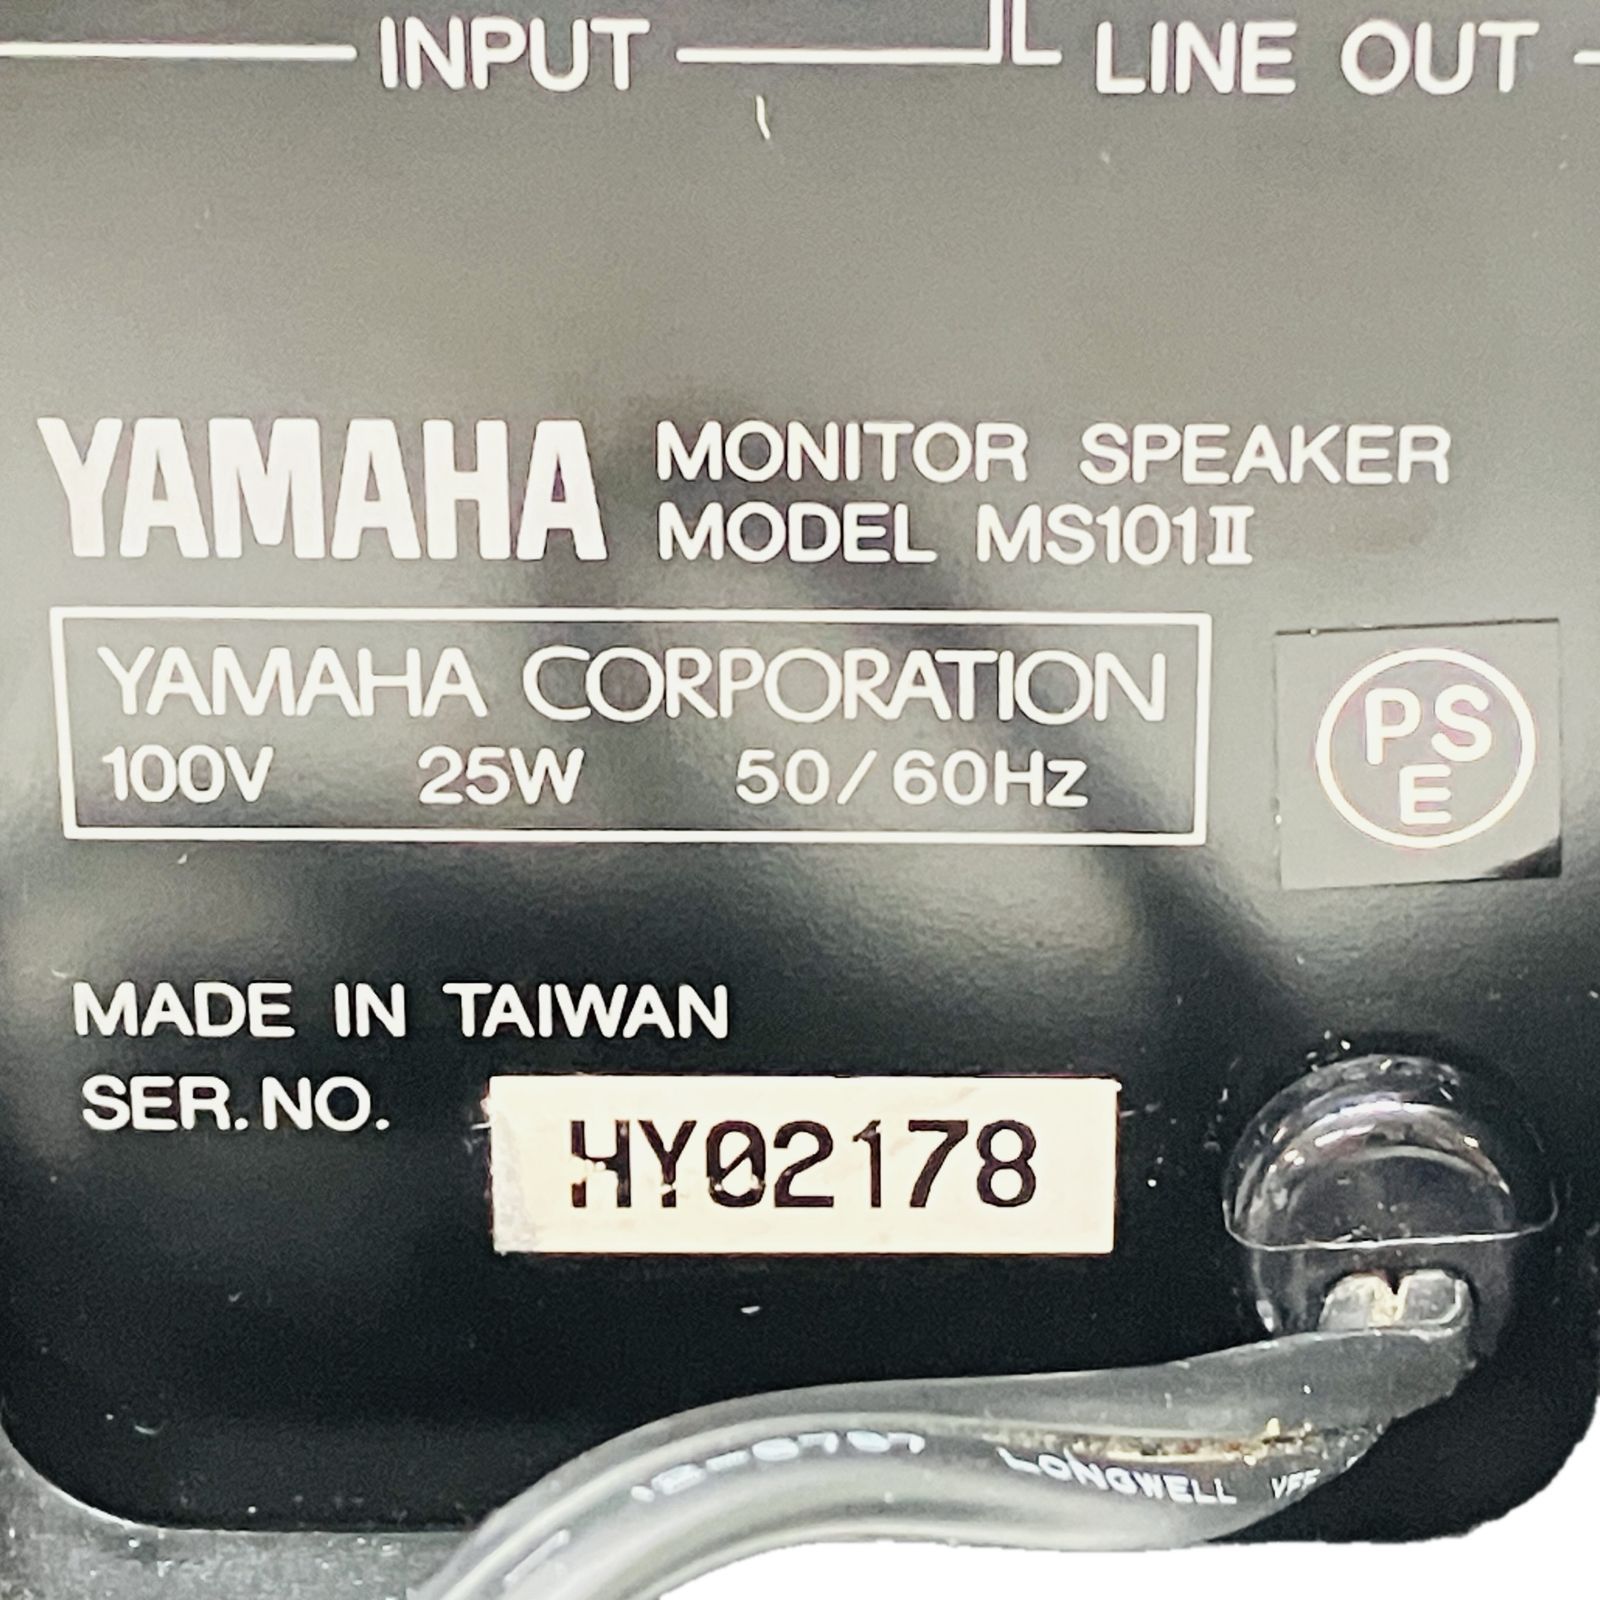 INPUT
LINE OUT
YAMAHA
MONITOR SPEAKER
MODEL MS101II
YAMAHA CORPORATION
100V 25W 50/60Hz
PS
E
MADE IN TAIWAN
SER.NO.
HY02178
LONGWELL VFF